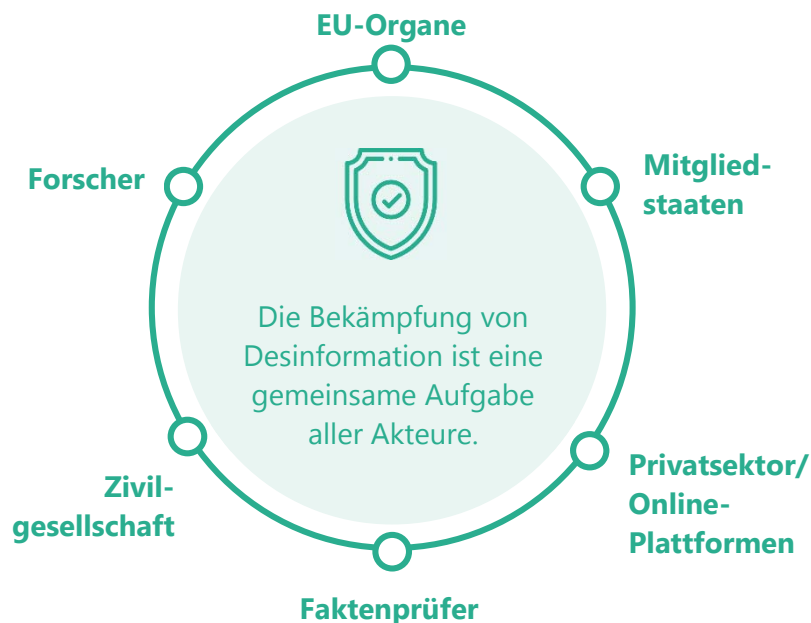 EU-Organe
Forscher
Mitglied-
staaten
Die Bekämpfung von
Desinformation ist eine
gemeinsame Aufgabe
aller Akteure.
Zivil-
gesellschaft
Privatsektor/
Online-
Plattformen
Faktenprüfer